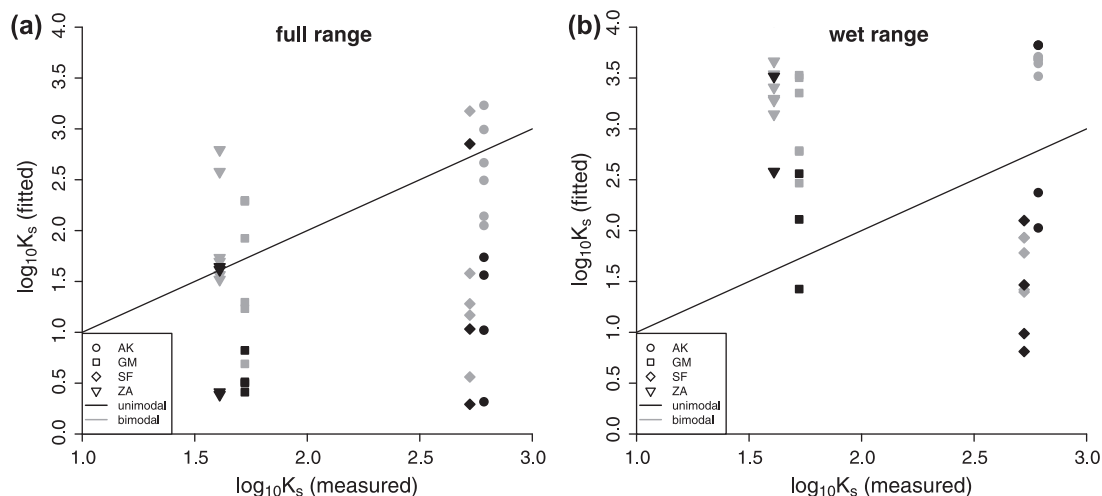 (a)
full range
log10Ks (fitted)
4.0
3.5
3.0
2.5
2.0
1.5
1.0
0.5
0.0
AK
GM
SF
ZA
unimodal
bimodal
1.0 1.5 2.0 2.5 3.0
log10Ks (measured)
(b)
wet range
log10Ks (fitted)
4.0
3.5
3.0
2.5
2.0
1.5
1.0
0.5
0.0
AK
GM
SF
ZA
unimodal
bimodal
1.0 1.5 2.0 2.5 3.0
log10Ks (measured)